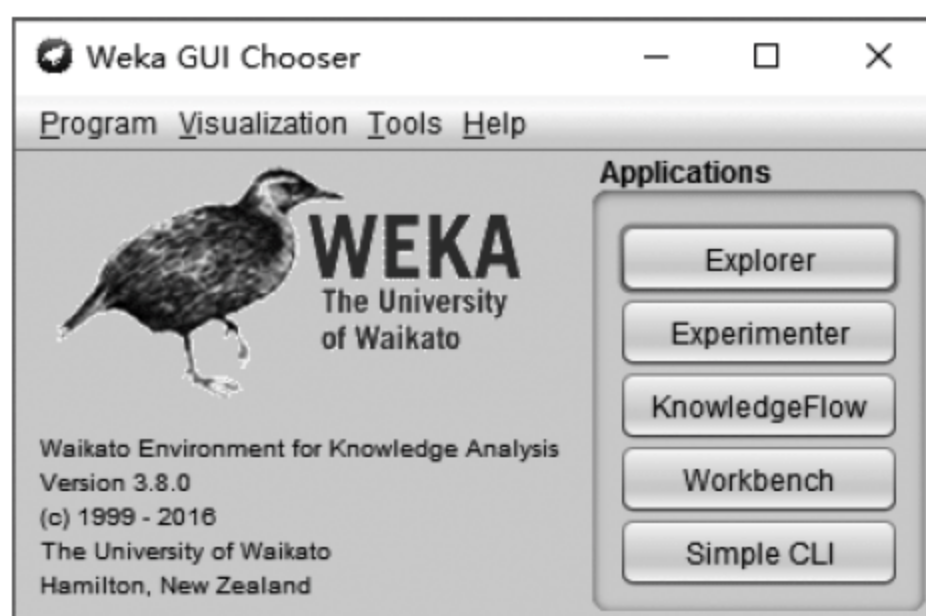 Weka GUI Chooser
Program Visualization Tools Help
WEKA
The University
of Waikato
Waikato Environment for Knowledge Analysis
Version 3.8.0
(c) 1999 - 2016
The University of Waikato
Hamilton, New Zealand
Applications
Explorer
Experimenter
KnowledgeFlow
Workbench
Simple CLI